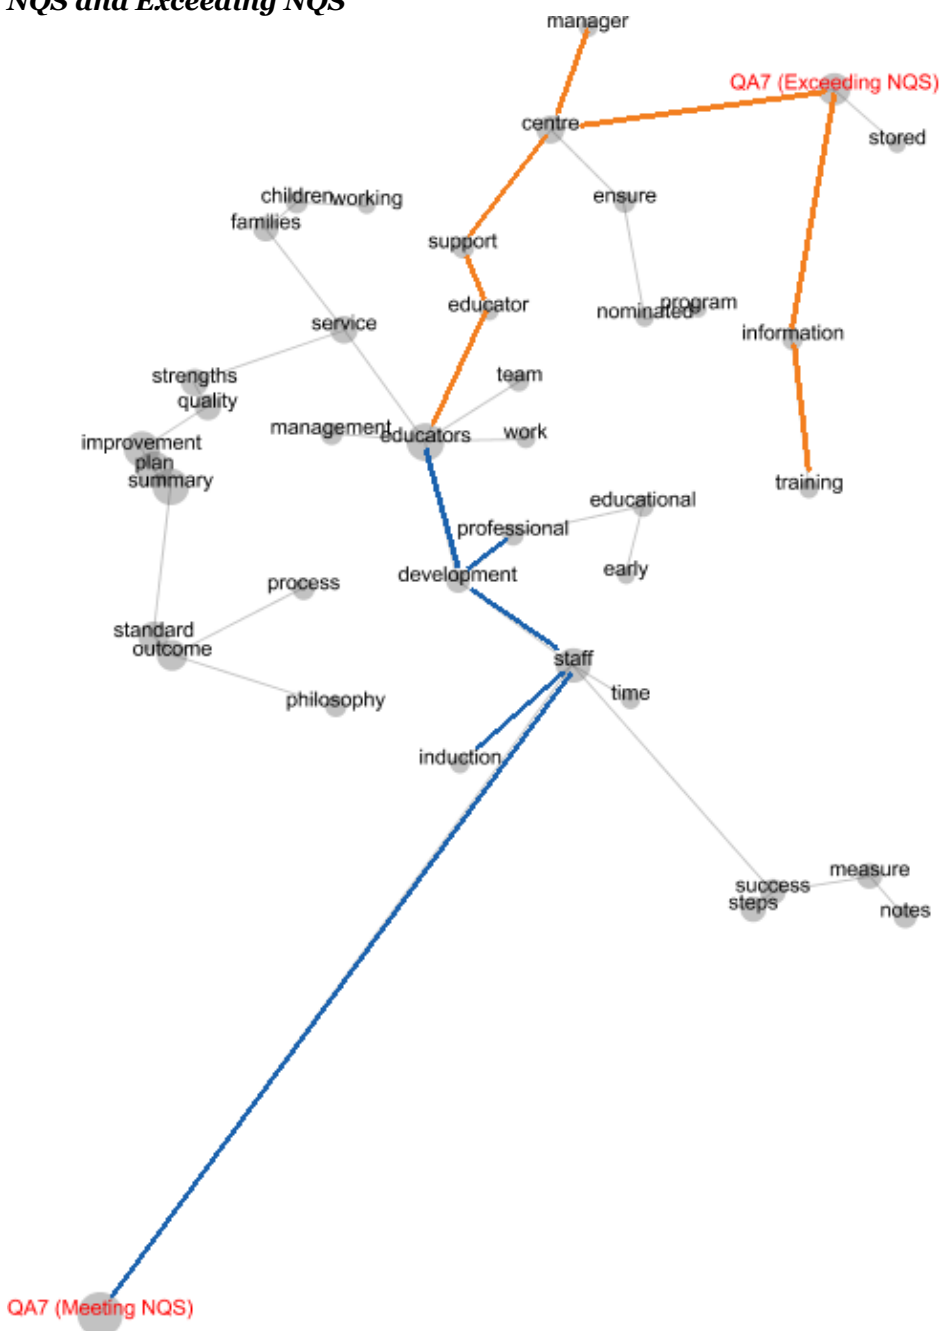 NQS and Exceeding NQS
manager
QA7 (Exceeding NQS)
centre
stored
children
working
ensure
families
support
program
educator
nominated
service
information
team
strengths
quality
management
educators
work
improvement
plan
summary
training
educational
professional
early
development
process
standard
outcome
staff
time
philosophy
induction
measure
success
steps
notes
QA7 (Meeting NQS)